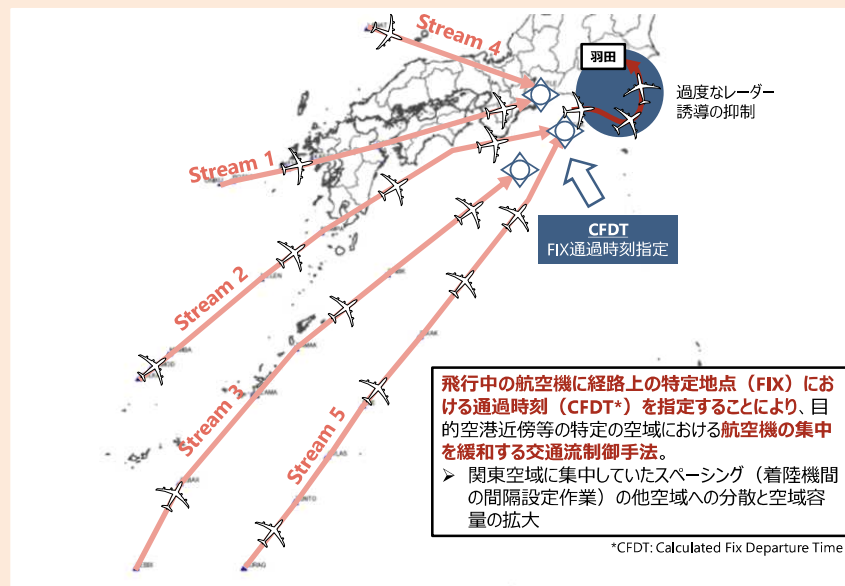 Stream 4
羽田
過度なレーダー
誘導の抑制
Stream 1
CFDT
FIX通過時刻指定
Stream 2
Stream 3
Stream 5
飛行中の航空機に経路上の特定地点（FIX）にお
ける通過時刻（CFDT*）を指定することにより、目
的空港近傍等の特定の空域における航空機の集中
を緩和する交通流制御手法。
➢ 関東空域に集中していたスペーシング（着陸機間
の間隔設定作業）の他空域への分散と空域容
量の拡大
*CFDT: Calculated Fix Departure Time